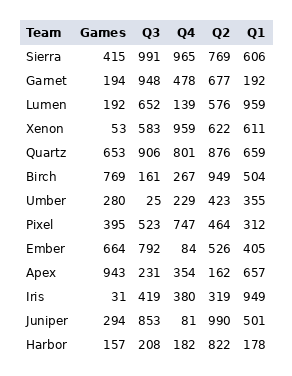 Team Games Q3 Q4 Q2 Q1
Sierra 415 991 965 769 606
Garnet 194 948 478 677 192
Lumen 192 652 139 576 959
Xenon 53 583 959 622 611
Quartz 653 906 801 876 659
Birch 769 161 267 949 504
Umber 280 25 229 423 355
Pixel 395 523 747 464 312
Ember 664 792 84 526 405
Apex 943 231 354 162 657
Iris 31 419 380 319 949
Juniper 294 853 81 990 501
Harbor 157 208 182 822 178